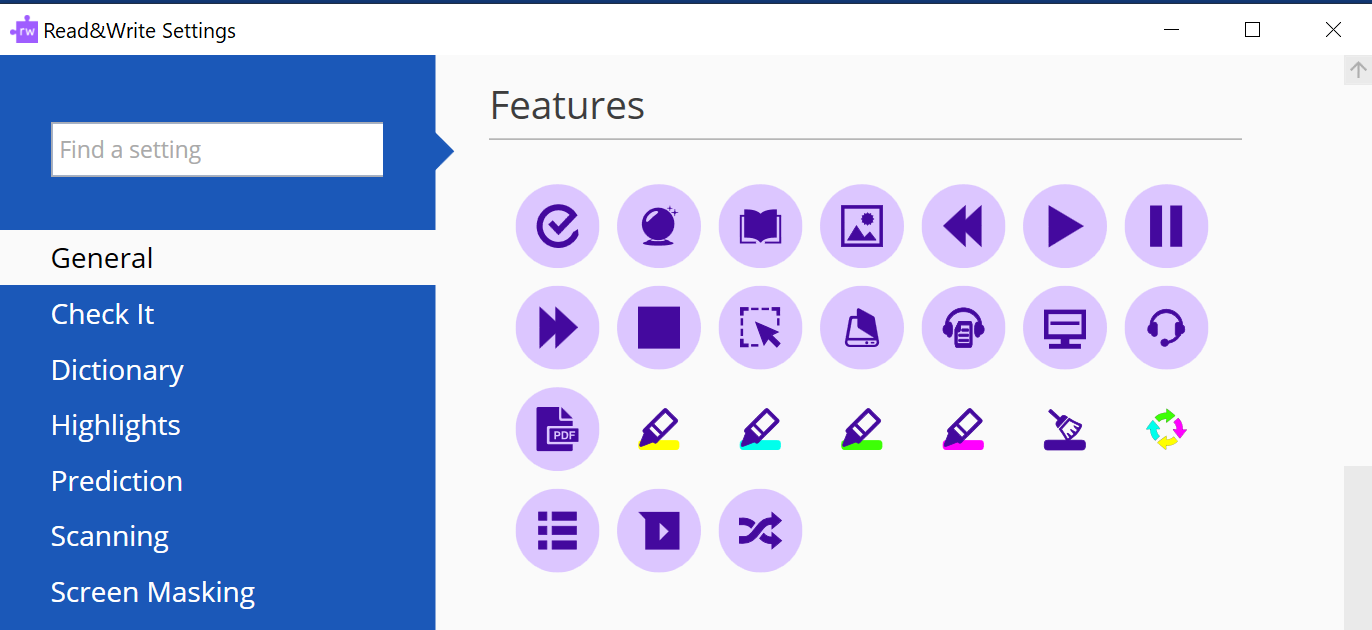 rw Read&Write Settings
Features
Find a setting
General
Check It
Dictionary
Highlights
Prediction
Scanning
Screen Masking
PDF